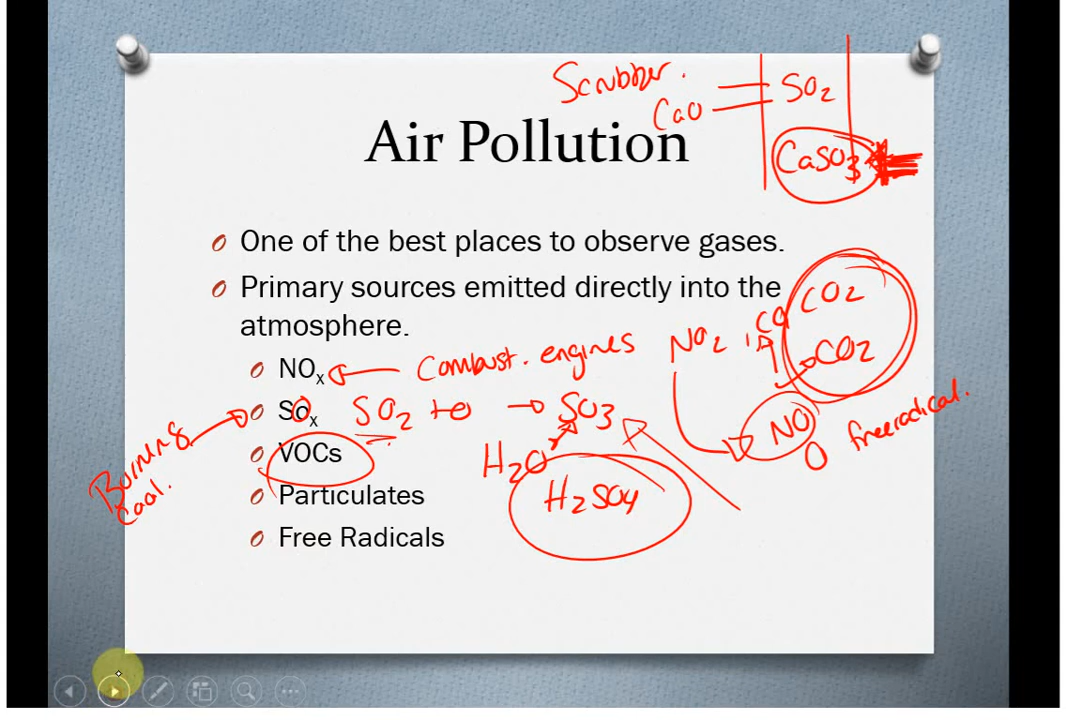 Scrubber.
CaO
SO2
CaSO3
Air Pollution
One of the best places to observe gases.
Primary sources emitted directly into the
atmosphere.
CO2
CO
CO2
NOx Combust. engines NO2
SOx SO2 + O → SO3
NO
O free radical.
Burning
Coal.
VOCs
H2O
H2SO4
Particulates
Free Radicals